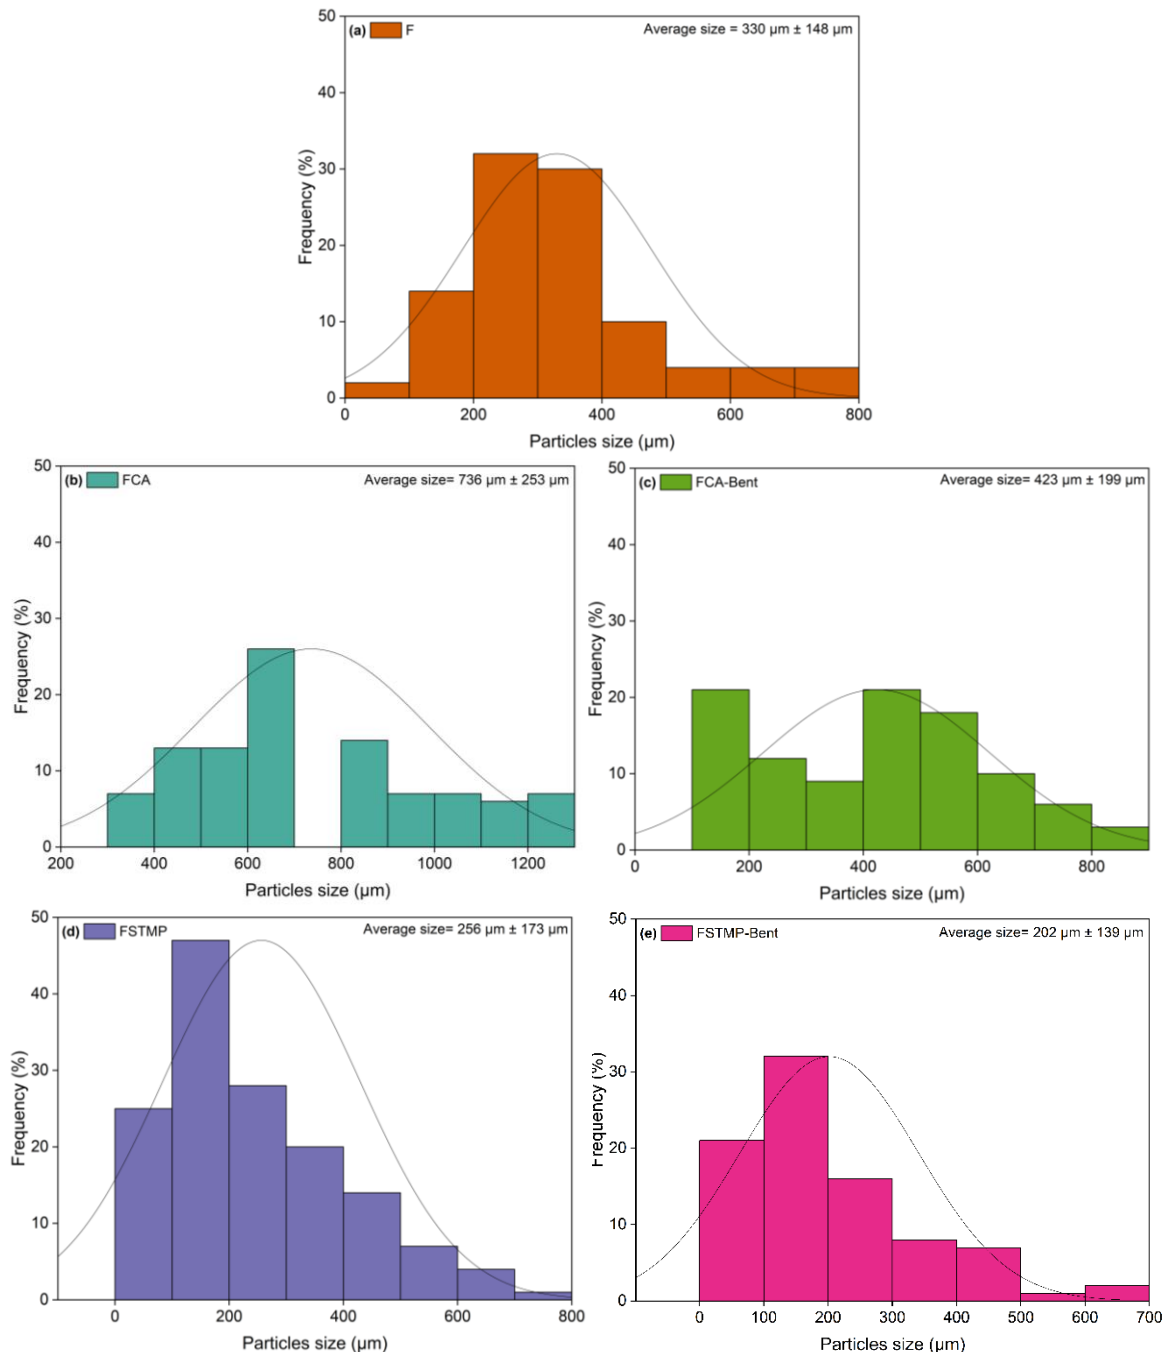 (a) F Average size = 330 µm ± 148 µm
50
40
30
20
10
0
Frequency (%)
0 200 400 600 800
Particles size (µm)
(b) FCA Average size= 736 µm ± 253 µm
50
40
30
20
10
0
Frequency (%)
200 400 600 800 1000 1200
Particles size (µm)
(c) FCA-Bent Average size= 423 µm ± 199 µm
50
40
30
20
10
0
Frequency (%)
0 200 400 600 800
Particles size (µm)
(d) FSTMP Average size= 256 µm ± 173 µm
50
40
30
20
10
0
Frequency (%)
0 200 400 600 800
Particles size (µm)
(e) FSTMP-Bent Average size= 202 µm ± 139 µm
50
40
30
20
10
0
Frequency (%)
0 100 200 300 400 500 600 700
Particles size (µm)